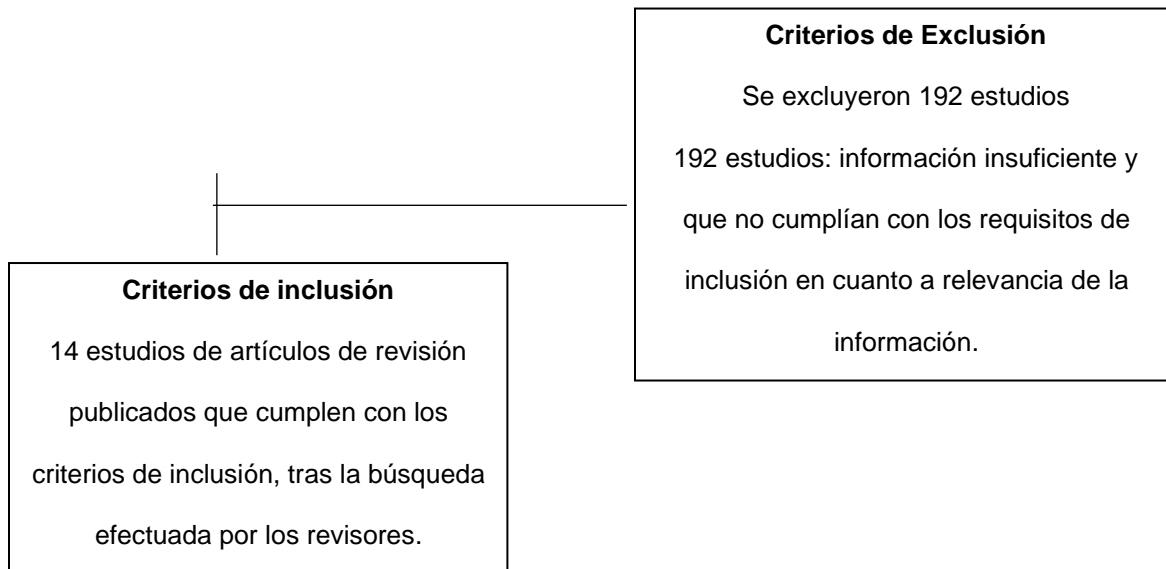 Criterios de Exclusión
Se excluyeron 192 estudios
192 estudios: información insuficiente y
que no cumplían con los requisitos de
inclusión en cuanto a relevancia de la
información.
Criterios de inclusión
14 estudios de artículos de revisión
publicados que cumplen con los
criterios de inclusión, tras la búsqueda
efectuada por los revisores.